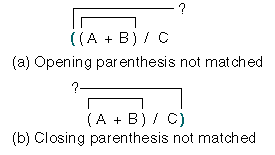 ?
((A + B) / C
(a) Opening parenthesis not matched
?
(A + B) / C)
(b) Closing parenthesis not matched